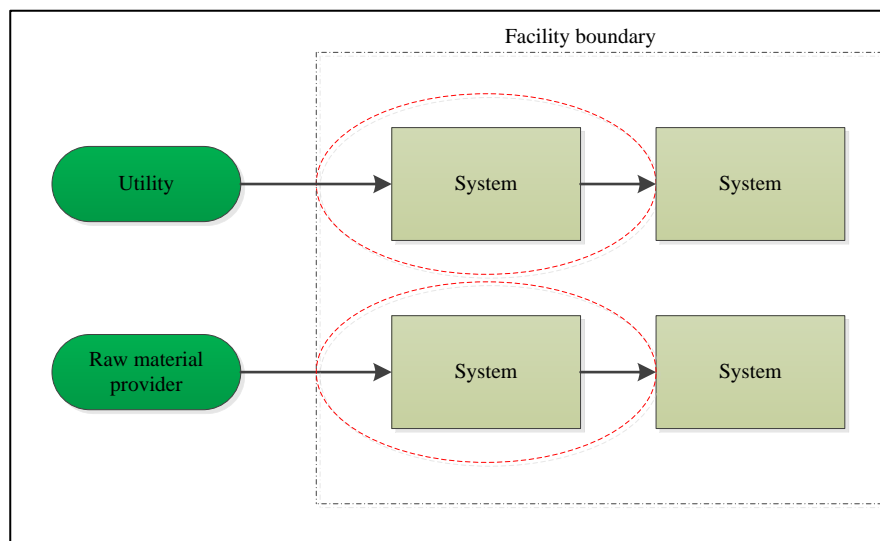 Facility boundary
Utility
System
System
Raw material
provider
System
System